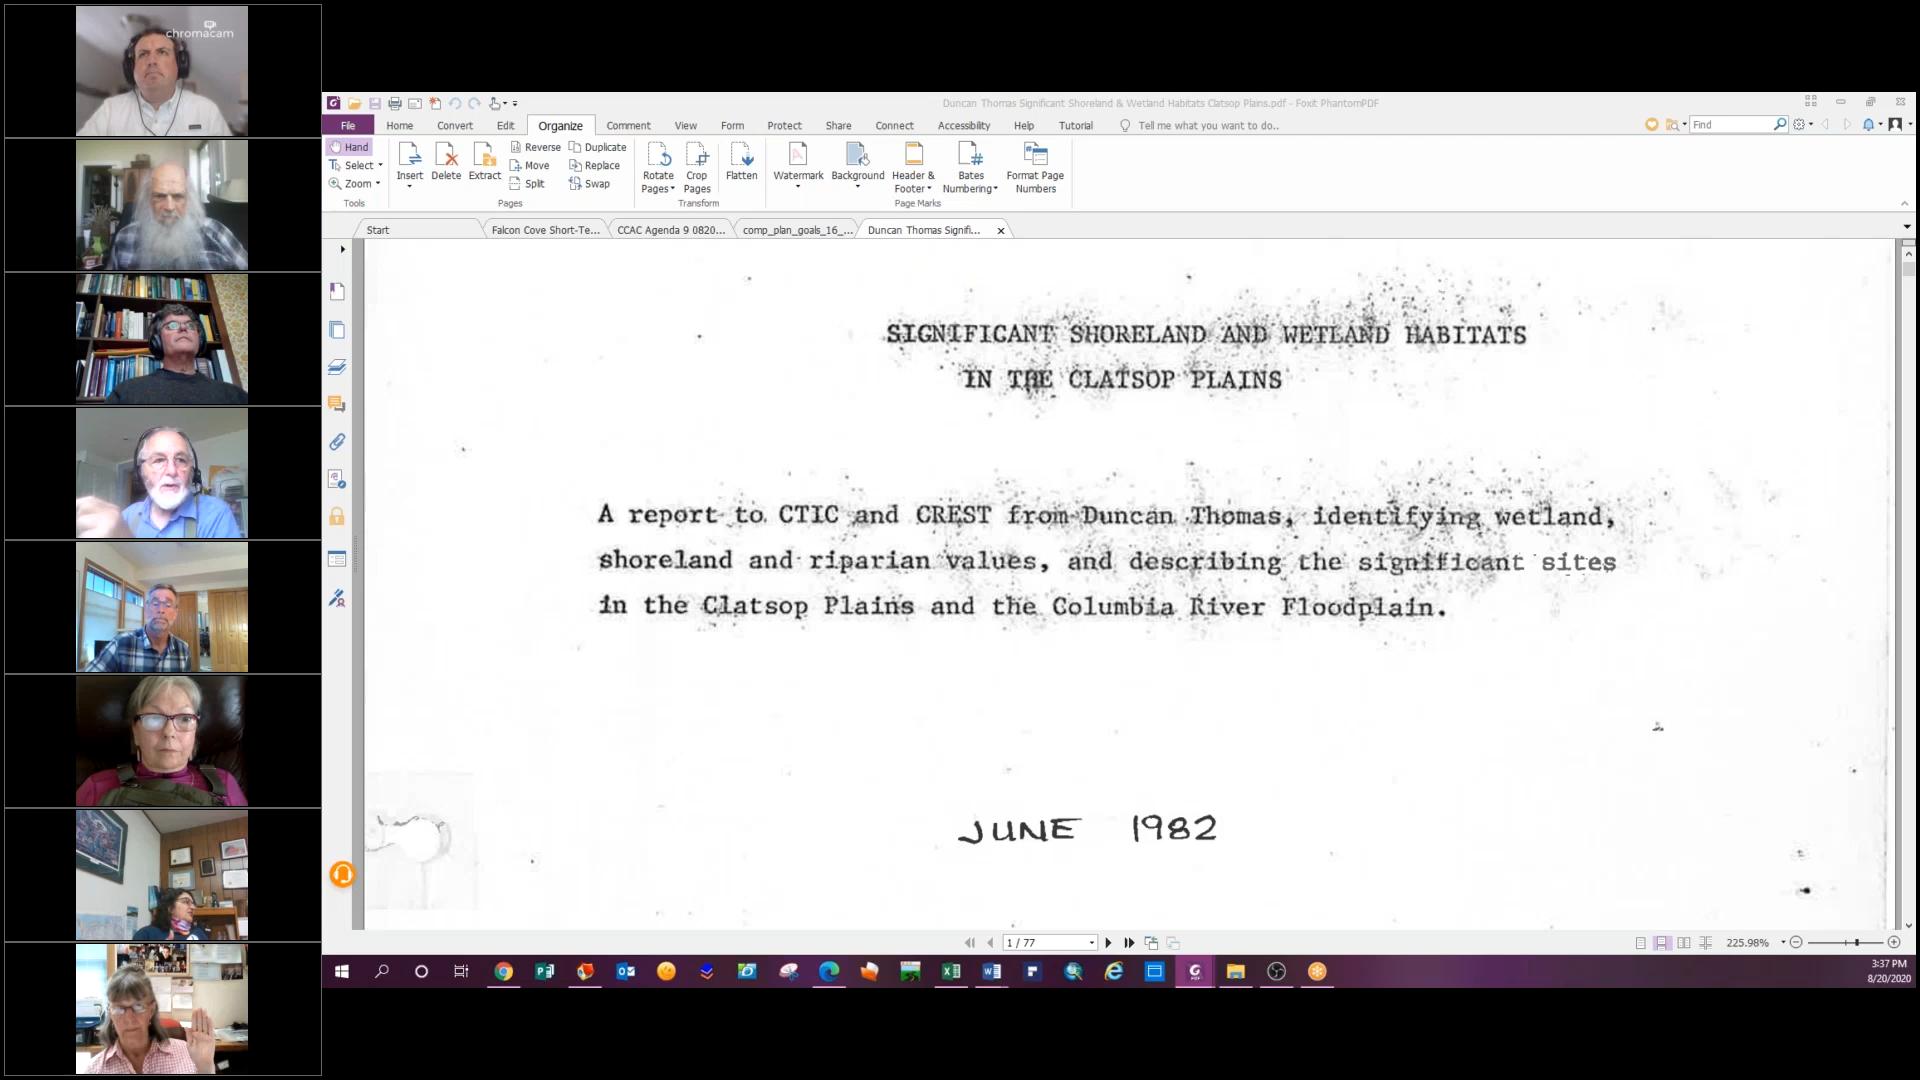 chromacam
Duncan Thomas Significant Shoreland & Wetland Habitats Clatsop Plains.pdf - Foxit PhantomPDF
File Home Convert Edit Organize Comment View Form Protect Share Connect Accessibility Help Tutorial Tell me what you want to do.. Find
Hand
Select
Zoom
Tools
Insert Delete Extract
Reverse Duplicate
Move Replace
Split Swap
Pages
Rotate Pages Crop Pages Flatten
Transform
Watermark Background Header & Footer Bates Numbering Format Page Numbers
Page Marks
Start Falcon Cove Short-Te... CCAC Agenda 9 0820... comp_plan_goals_16_... Duncan Thomas Signifi...
SIGNIFICANT SHORELAND AND WETLAND HABITATS
IN THE CLATSOP PLAINS
A report to CTIC and CREST from Duncan Thomas, identifying wetland,
shoreland and riparian values, and describing the significant sites
in the Clatsop Plains and the Columbia River Floodplain.
JUNE 1982
1 / 77
225.98%
3:37 PM
8/20/2020